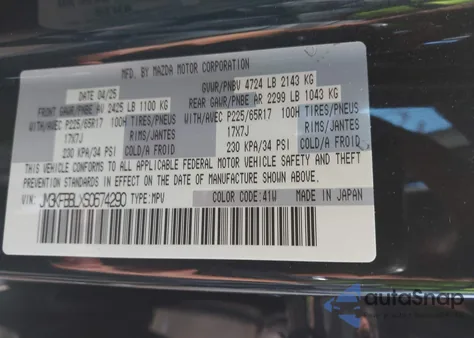 MFD. BY MAZDA MOTOR CORPORATION
DATE 04/25 GVWR/PNBV 4724 LB 2143 KG
FRONT GAWR/PNBE AV 3425 LB 1100 KG REAR GAWR/PNBE AR 2299 LB 1043 KG
WITH/AVEC P225/65R17 100H TIRES/PNEUS WITH/AVEC P225/65R17 100H TIRES/PNEUS
17X7J RIMS/JANTES 17X7J RIMS/JANTES
230 KPA/34 PSI COLD/A FROID 230 KPA/34 PSI COLD/A FROID
THIS VEHICLE CONFORMS TO ALL APPLICABLE FEDERAL MOTOR VEHICLE SAFETY AND THEFT
PREVENTION STANDARDS IN EFFECT ON THE DATE OF MANUFACTURE SHOWN ABOVE.
VIN: JM3KFBBLXS0674290 TYPE:MPV COLOR CODE:41W MADE IN JAPAN
autoSnap